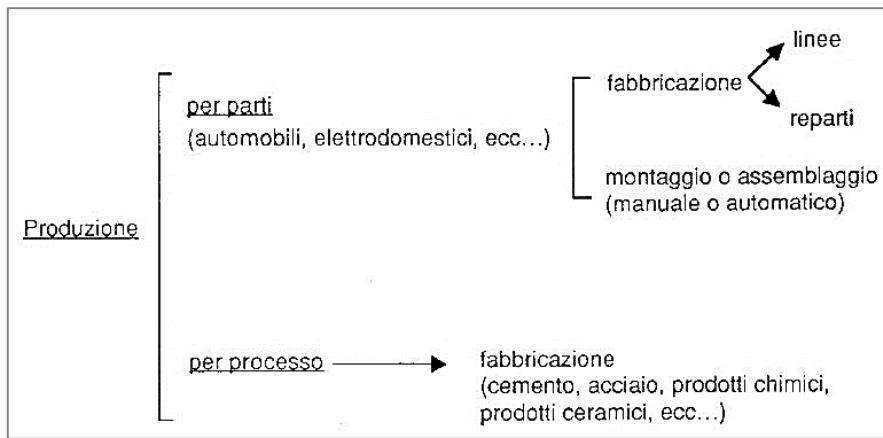 linee
per parti
fabbricazione
(automobili, elettrodomestici, ecc...)
reparti
montaggio o assemblaggio
(manuale o automatico)
Produzione
per processo
fabbricazione
(cemento, acciaio, prodotti chimici,
prodotti ceramici, ecc...)